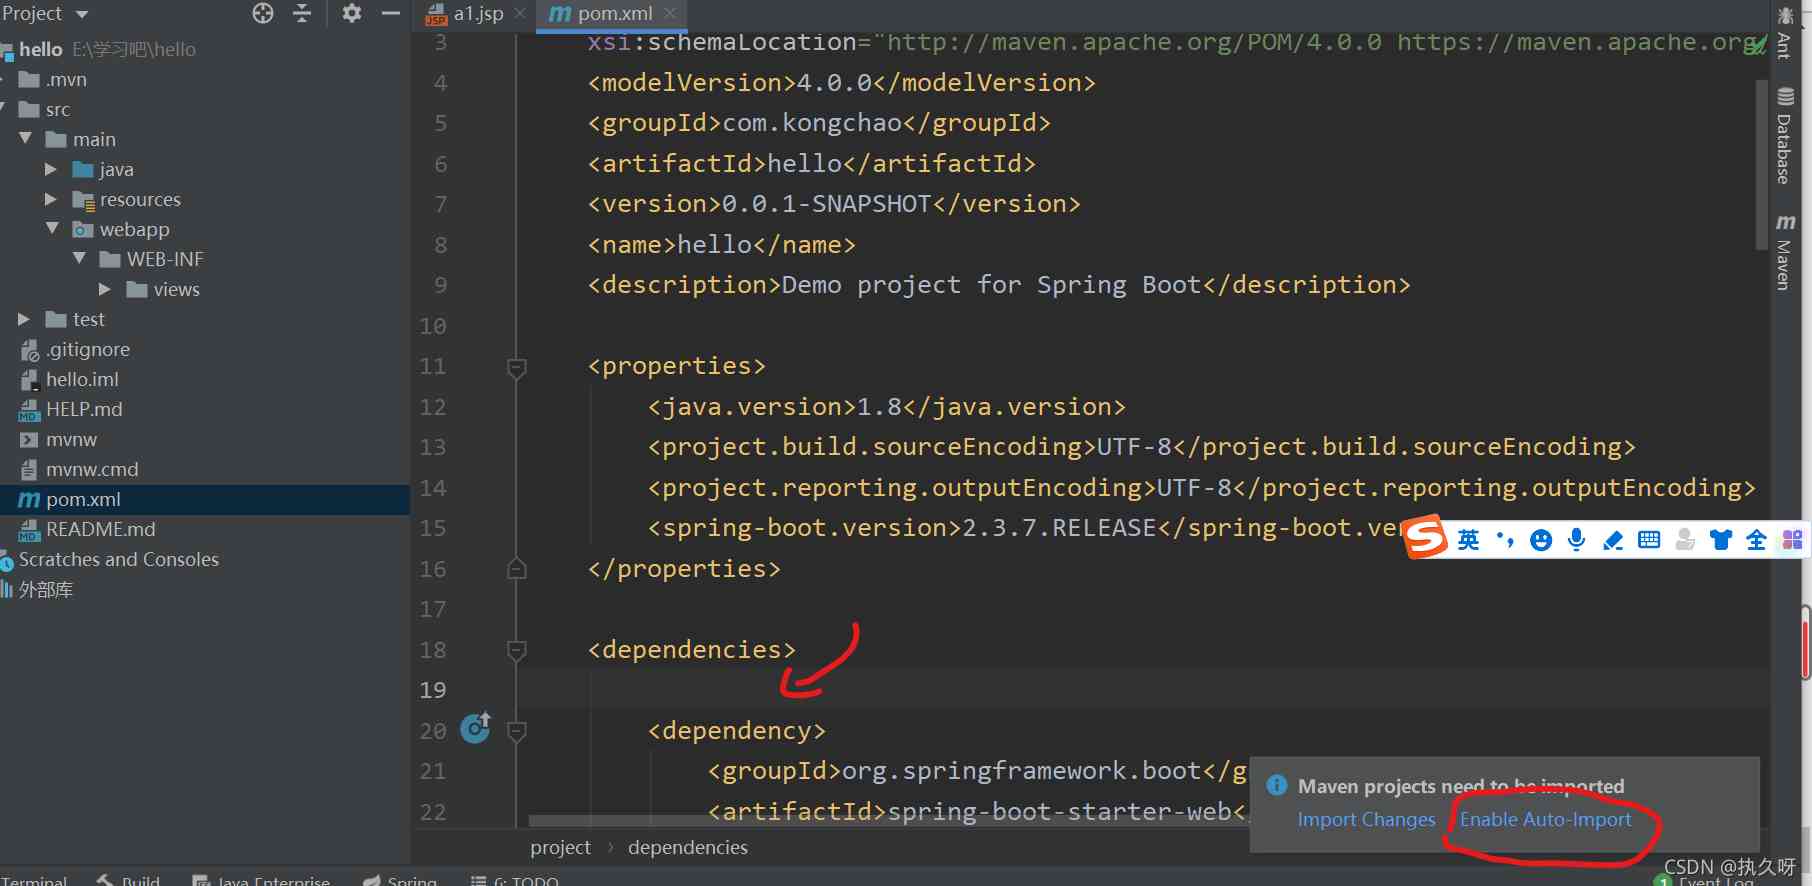 Project
a1.jsp
pom.xml
hello E:\学习吧\hello
.mvn
src
main
java
resources
webapp
WEB-INF
views
test
.gitignore
hello.iml
HELP.md
mvnw
mvnw.cmd
pom.xml
README.md
Scratches and Consoles
外部库
3 xsi:schemaLocation="http://maven.apache.org/POM/4.0.0 https://maven.apache.org/
4 <modelVersion>4.0.0</modelVersion>
5 <groupId>com.kongchao</groupId>
6 <artifactId>hello</artifactId>
7 <version>0.0.1-SNAPSHOT</version>
8 <name>hello</name>
9 <description>Demo project for Spring Boot</description>
10
11 <properties>
12 <java.version>1.8</java.version>
13 <project.build.sourceEncoding>UTF-8</project.build.sourceEncoding>
14 <project.reporting.outputEncoding>UTF-8</project.reporting.outputEncoding>
15 <spring-boot.version>2.3.7.RELEASE</spring-boot.ve
16 </properties>
17
18 <dependencies>
19
20 <dependency>
21 <groupId>org.springframework.boot</g
22 <artifactId>spring-boot-starter-web<
project › dependencies
Ant
Database
Maven
S 英 全
Maven projects need to be imported
Import Changes Enable Auto-Import
Terminal Build Java Enterprise Spring 6: TODO
1 Event Log
CSDN @执久呀